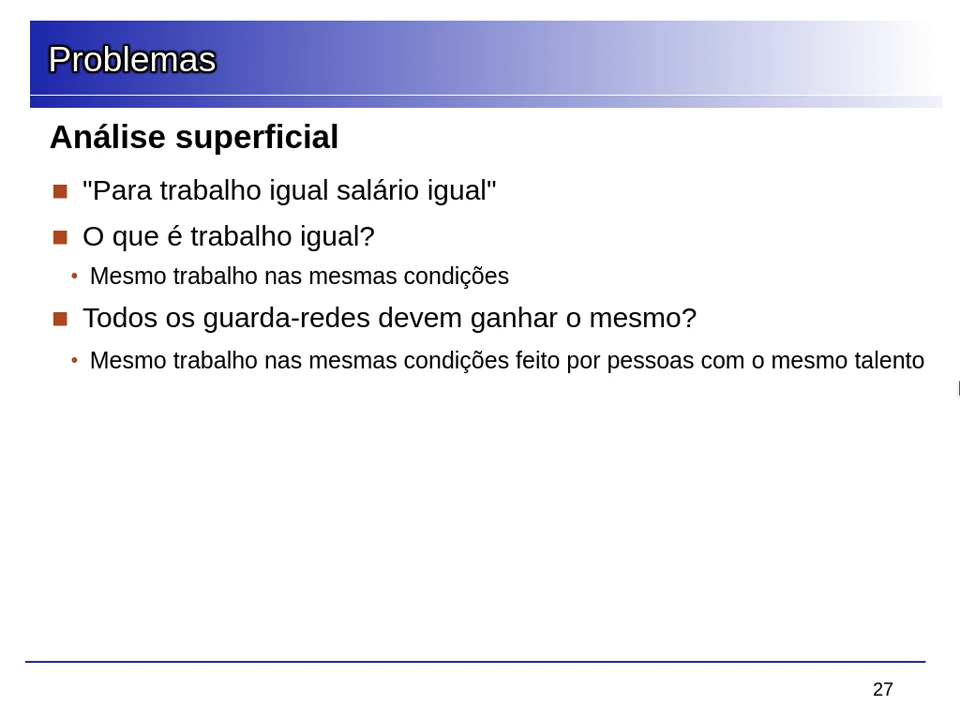 Problemas
Análise superficial
"Para trabalho igual salário igual"
O que é trabalho igual?
Mesmo trabalho nas mesmas condições
Todos os guarda-redes devem ganhar o mesmo?
Mesmo trabalho nas mesmas condições feito por pessoas com o mesmo talento
27